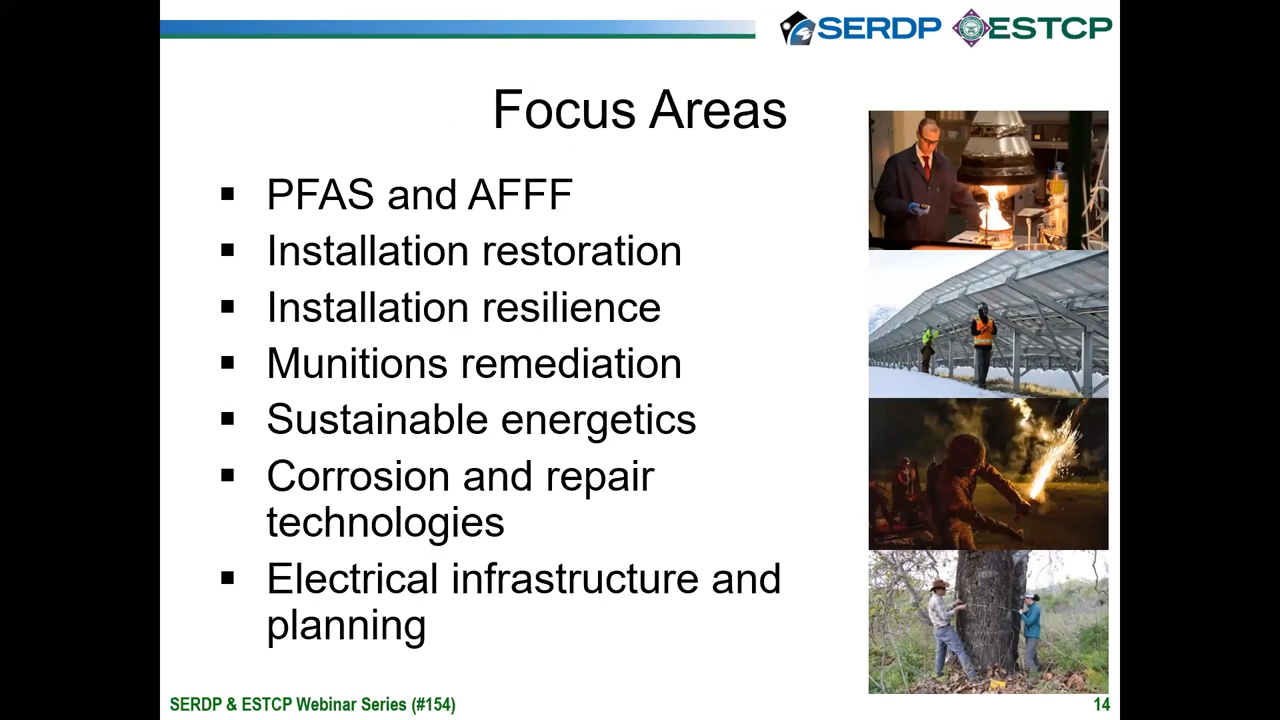 SERDP ESTCP
Focus Areas
▪ PFAS and AFFF
▪ Installation restoration
▪ Installation resilience
▪ Munitions remediation
▪ Sustainable energetics
▪ Corrosion and repair
technologies
▪ Electrical infrastructure and
planning
SERDP & ESTCP Webinar Series (#154)
14